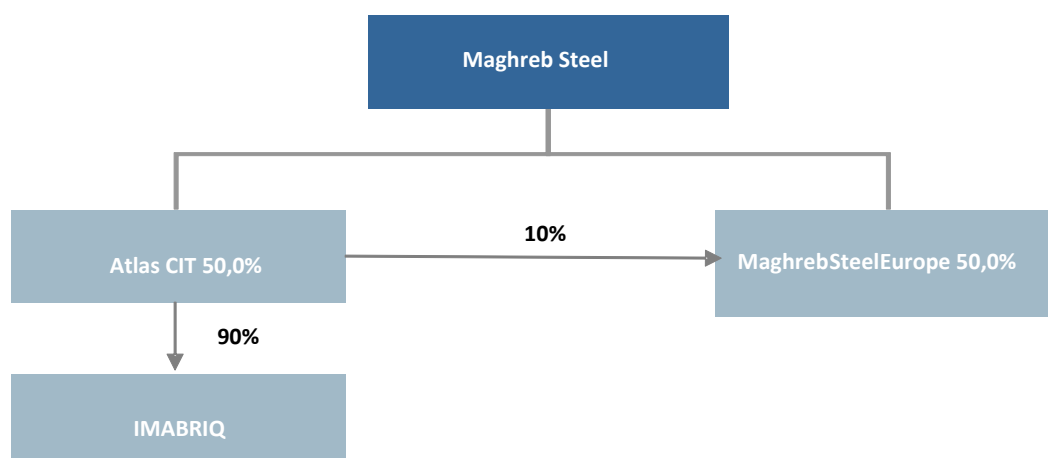 Maghreb Steel
10%
Atlas CIT 50,0%
MaghrebSteelEurope 50,0%
90%
IMABRIQ